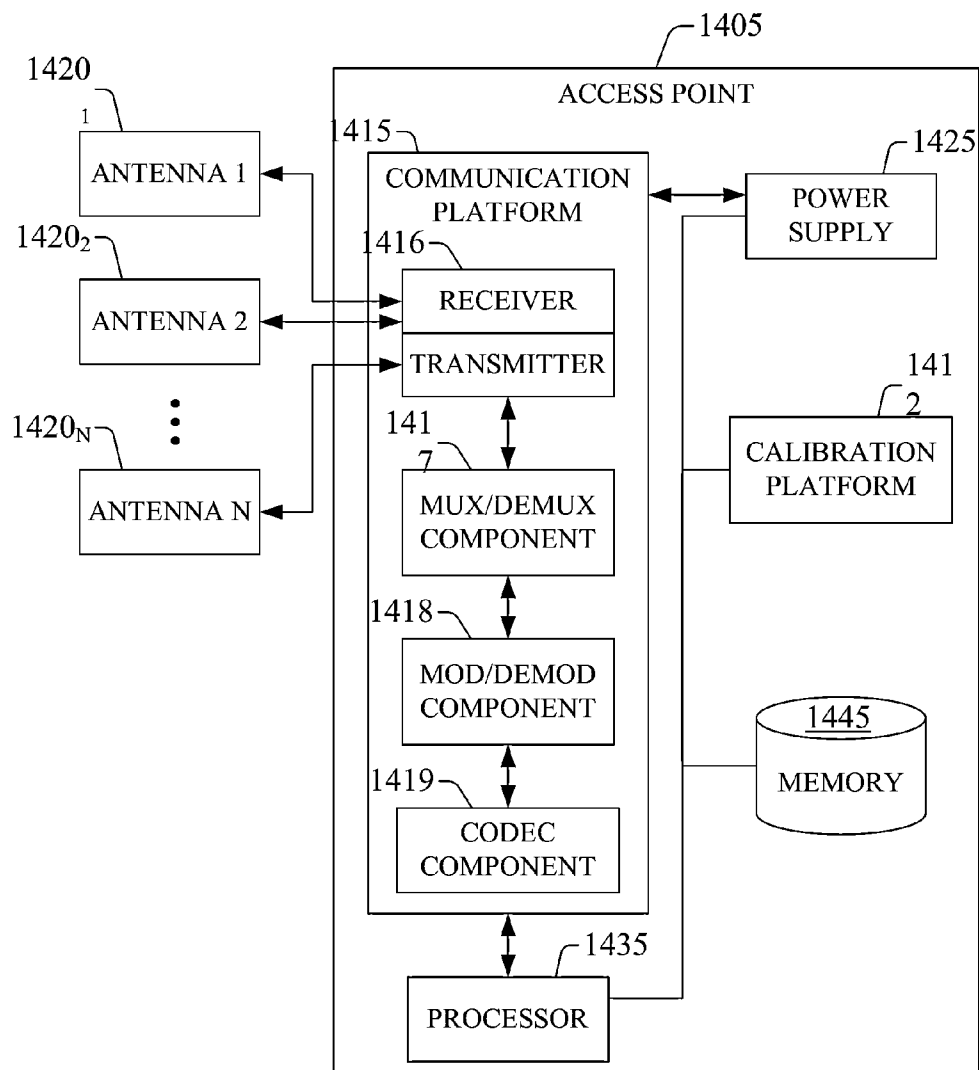 1405
ACCESS POINT
1420
1
ANTENNA 1
1415
COMMUNICATION
PLATFORM
1425
POWER
SUPPLY
1420₂
ANTENNA 2
1416
RECEIVER
TRANSMITTER
1420N
ANTENNA N
141
7
MUX/DEMUX
COMPONENT
141
2
CALIBRATION
PLATFORM
1418
MOD/DEMOD
COMPONENT
1445
MEMORY
1419
CODEC
COMPONENT
1435
PROCESSOR